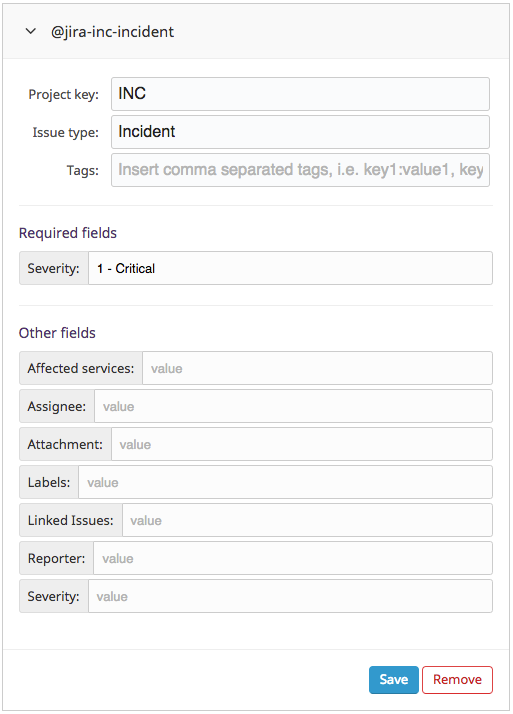 @jira-inc-incident
Project key: INC
Issue type: Incident
Tags: Insert comma separated tags, i.e. key1:value1, key
Required fields
Severity: 1 - Critical
Other fields
Affected services: value
Assignee: value
Attachment: value
Labels: value
Linked Issues: value
Reporter: value
Severity: value
Save Remove